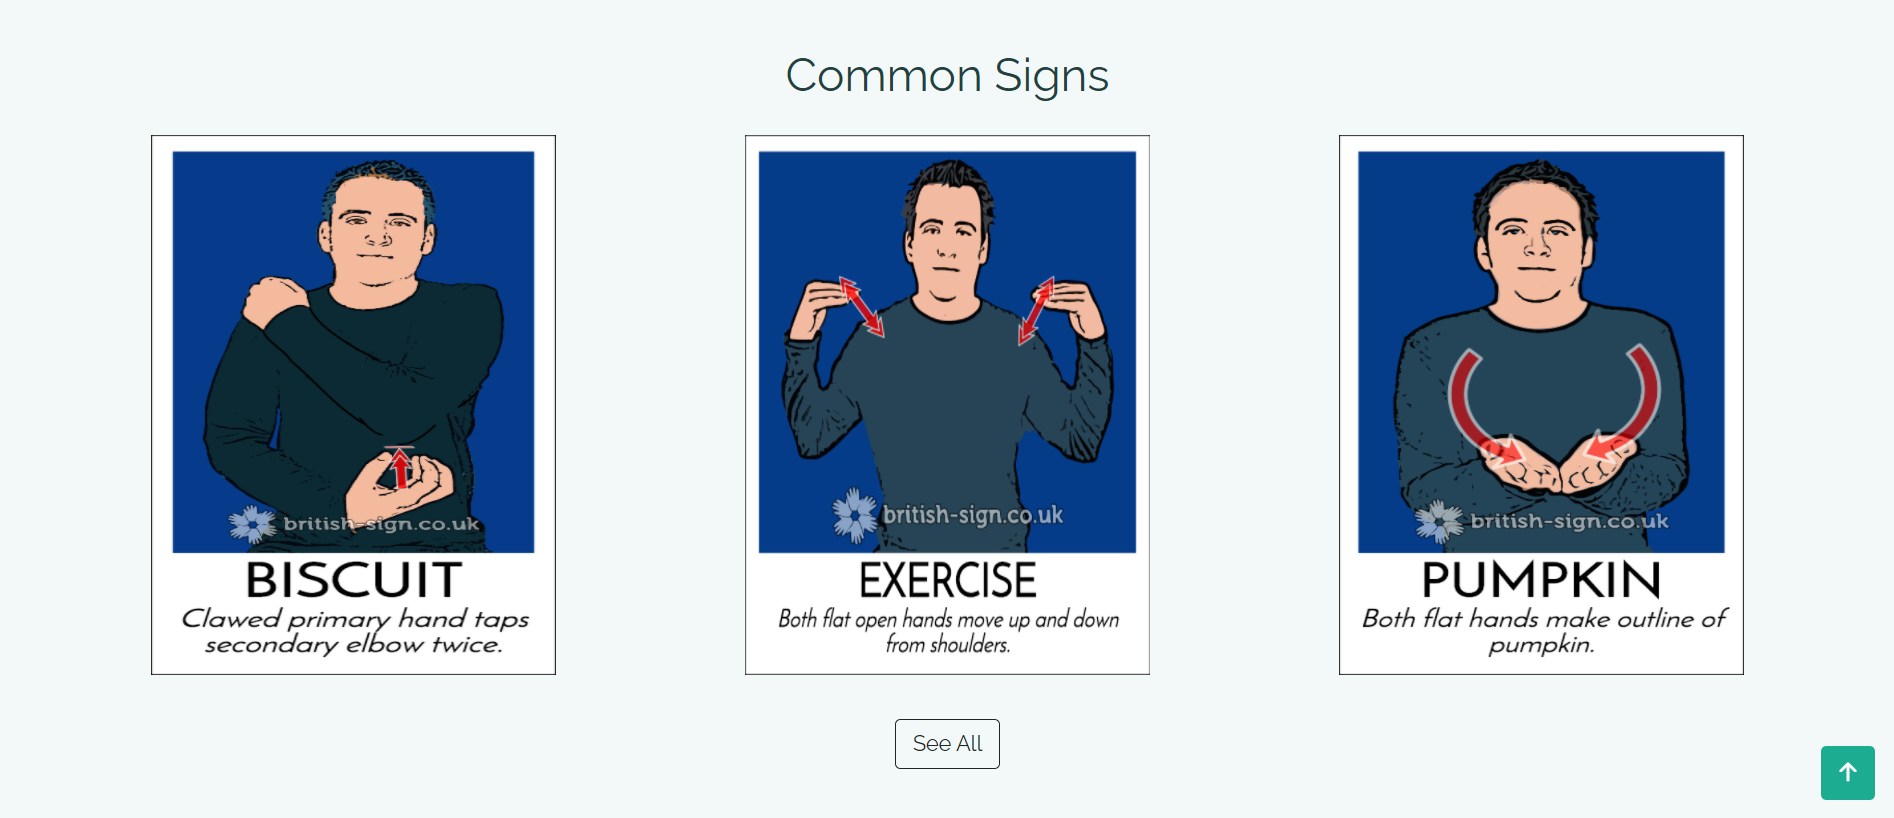 Common Signs
british-sign.co.uk
BISCUIT
Clawed primary hand taps
secondary elbow twice.
british-sign.co.uk
EXERCISE
Both flat open hands move up and down
from shoulders.
british-sign.co.uk
PUMPKIN
Both flat hands make outline of
pumpkin.
See All